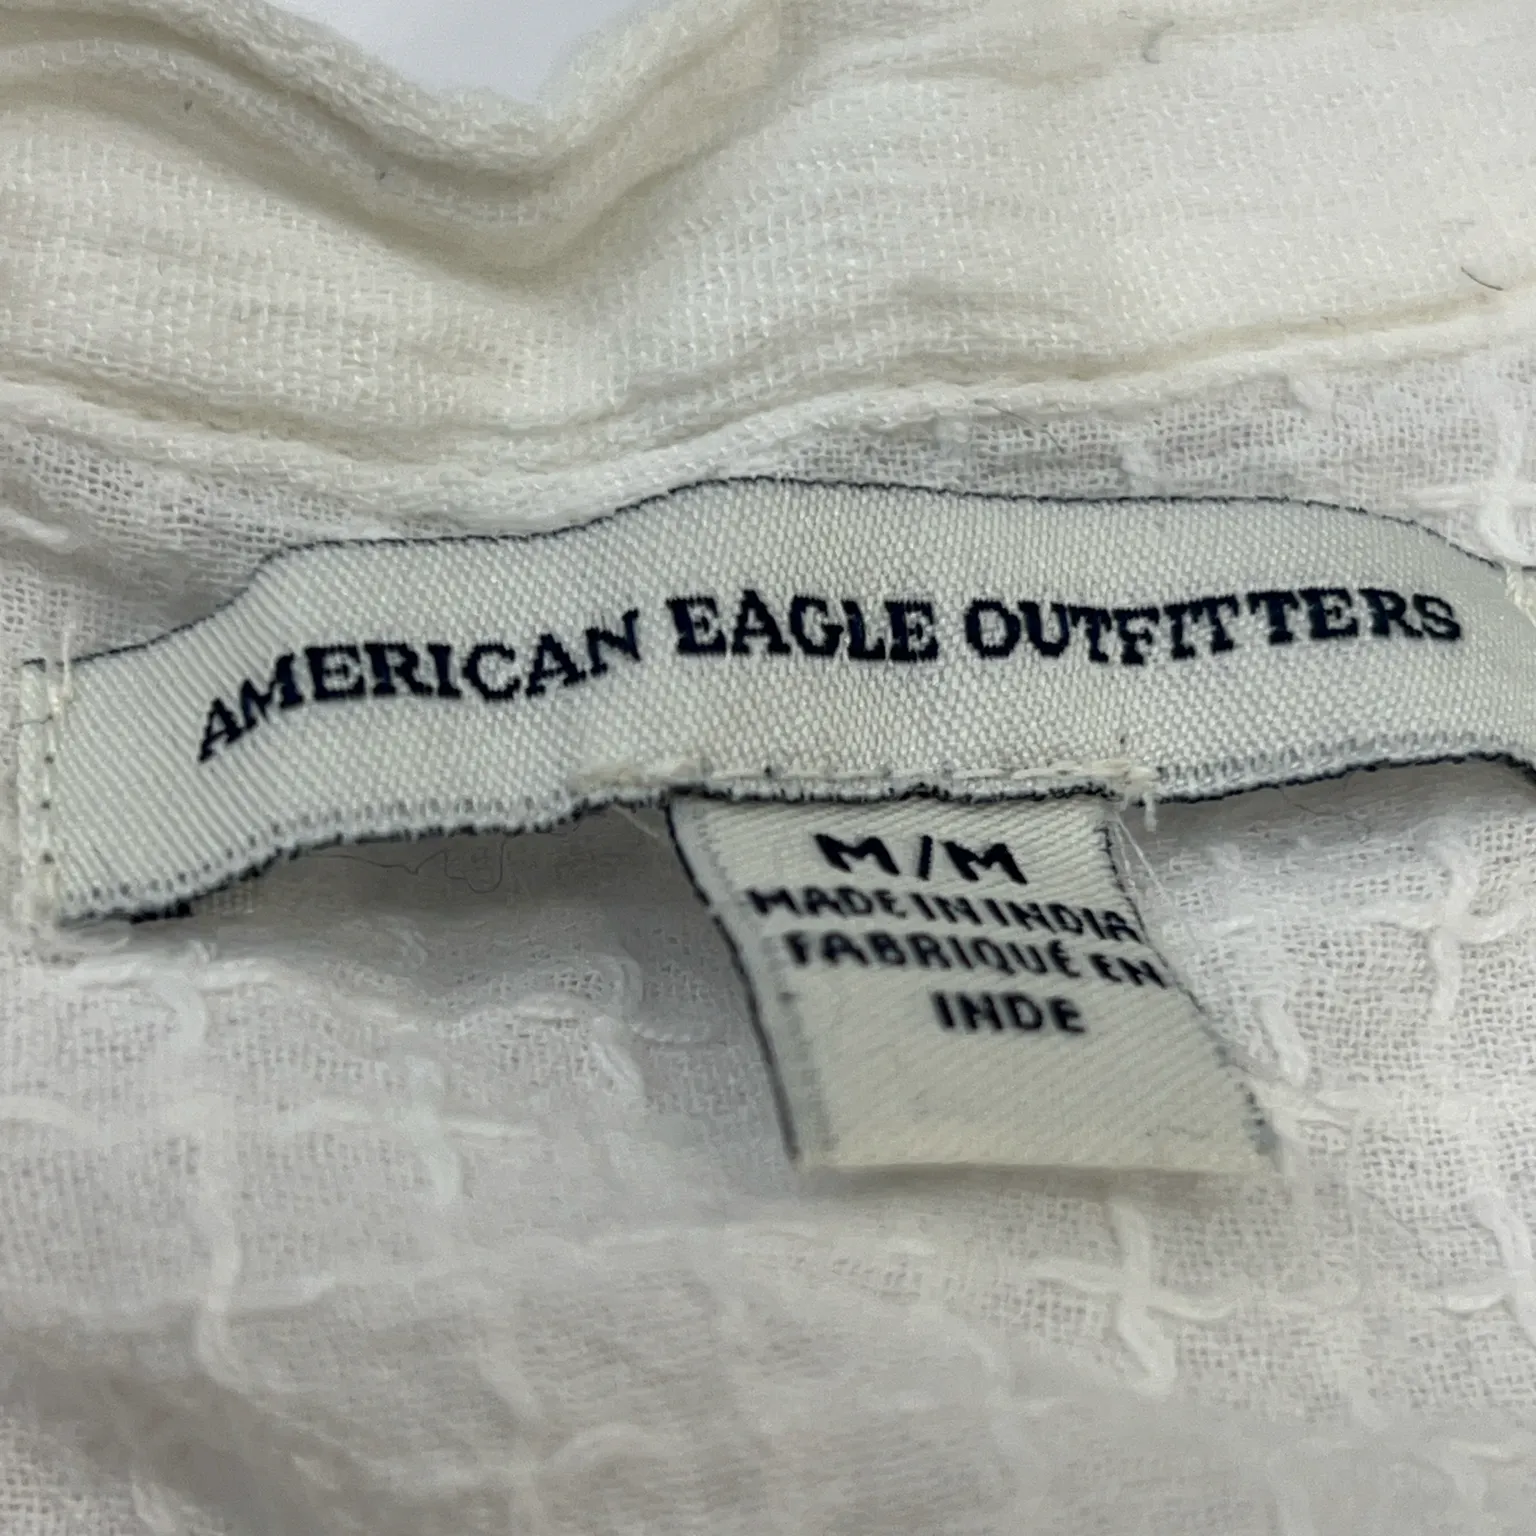 AMERICAN EAGLE OUTFITTERS
M/M
MADE IN INDIA
FABRIQUÉ EN
INDE